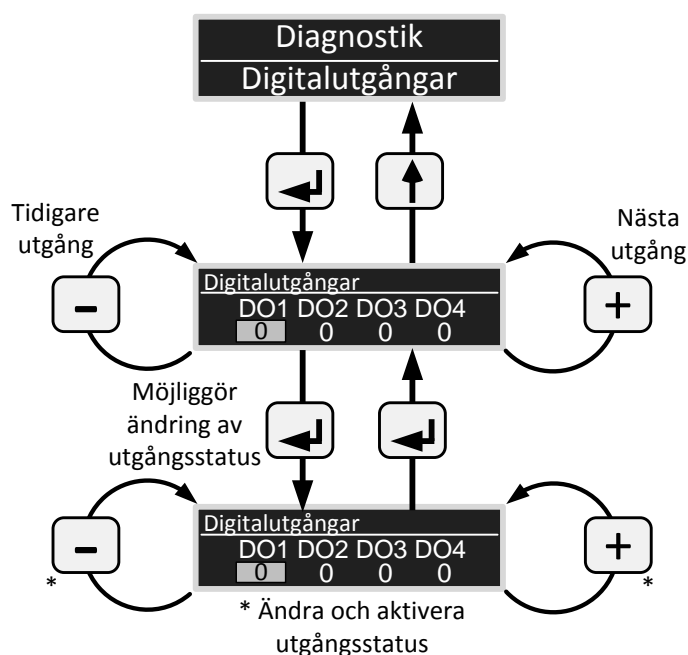 Diagnostik
Digitalutgångar
Tidigare
utgång
Nästa
utgång
-
Digitalutgångar
DO1 DO2 DO3 DO4
0 0 0 0
+
Möjliggör
ändring av
utgångsstatus
-
*
Digitalutgångar
DO1 DO2 DO3 DO4
0 0 0 0
+
*
* Ändra och aktivera
utgångsstatus